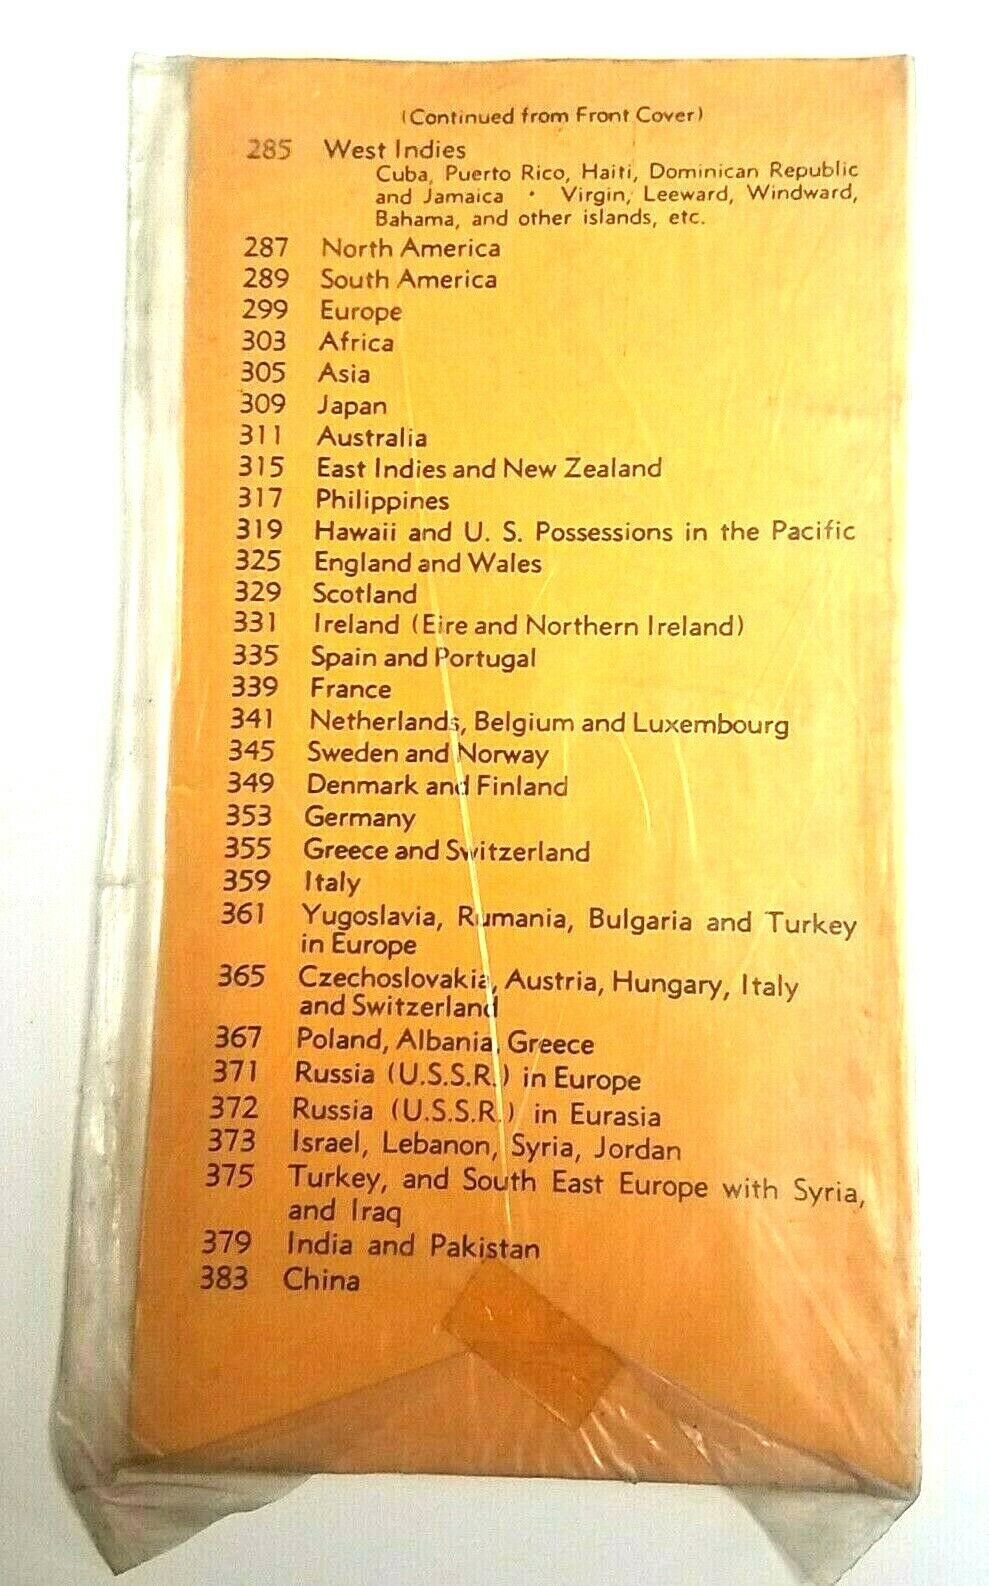 (Continued from Front Cover)
285 West Indies
Cuba, Puerto Rico, Haiti, Dominican Republic
and Jamaica • Virgin, Leeward, Windward,
Bahama, and other islands, etc.
287 North America
289 South America
299 Europe
303 Africa
305 Asia
309 Japan
311 Australia
315 East Indies and New Zealand
317 Philippines
319 Hawaii and U. S. Possessions in the Pacific
325 England and Wales
329 Scotland
331 Ireland (Eire and Northern Ireland)
335 Spain and Portugal
339 France
341 Netherlands, Belgium and Luxembourg
345 Sweden and Norway
349 Denmark and Finland
353 Germany
355 Greece and Switzerland
359 Italy
361 Yugoslavia, Rumania, Bulgaria and Turkey
in Europe
365 Czechoslovakia, Austria, Hungary, Italy
and Switzerland
367 Poland, Albania, Greece
371 Russia (U.S.S.R.) in Europe
372 Russia (U.S.S.R.) in Eurasia
373 Israel, Lebanon, Syria, Jordan
375 Turkey, and South East Europe with Syria,
and Iraq
379 India and Pakistan
383 China